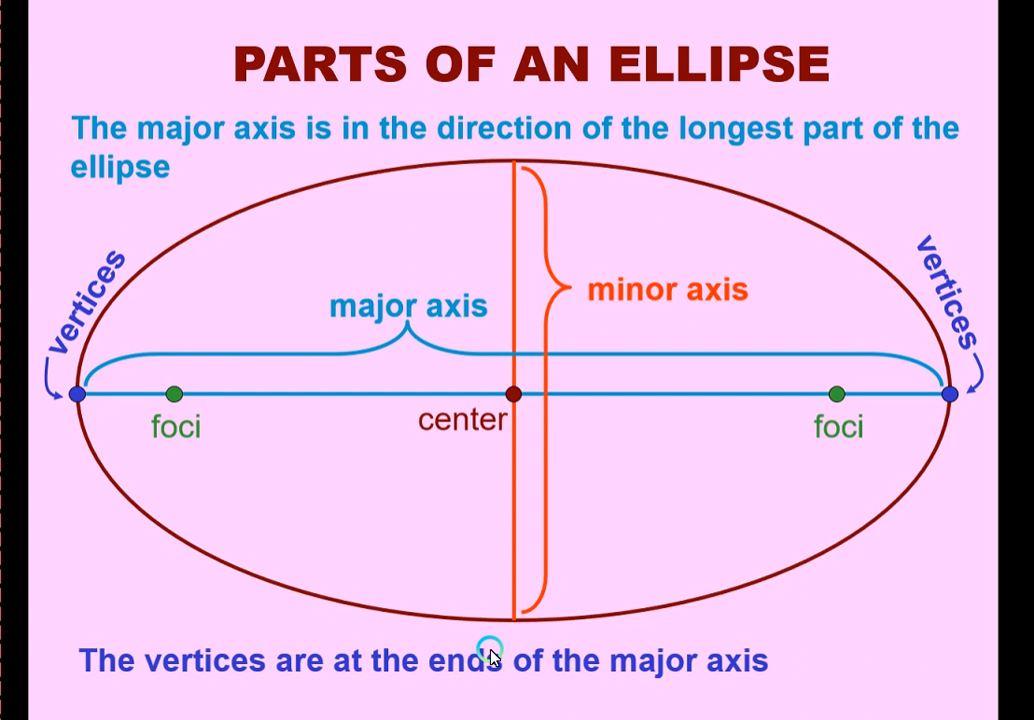 PARTS OF AN ELLIPSE
The major axis is in the direction of the longest part of the
ellipse
vertices
vertices
major axis
minor axis
foci
center
foci
The vertices are at the ends of the major axis